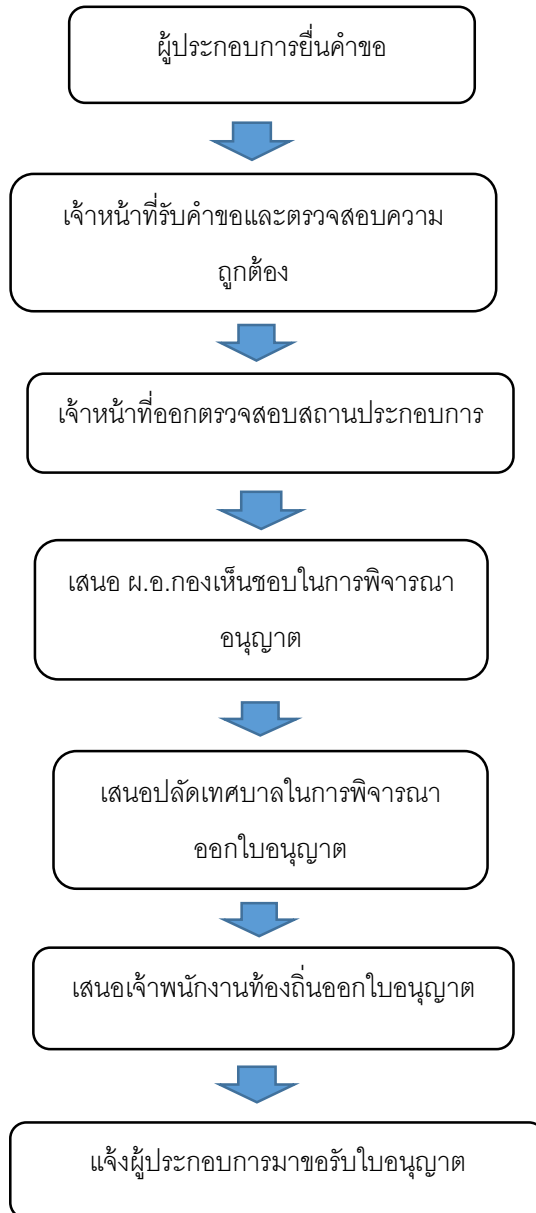 ผู้ประกอบการยื่นคำขอ
เจ้าหน้าที่รับคำขอและตรวจสอบความ
ถูกต้อง
เจ้าหน้าที่ออกตรวจสอบสถานประกอบการ
เสนอ ผ.อ.กองเห็นชอบในการพิจารณา
อนุญาต
เสนอปลัดเทศบาลในการพิจารณา
ออกใบอนุญาต
เสนอเจ้าพนักงานท้องถิ่นออกใบอนุญาต
แจ้งผู้ประกอบการมาขอรับใบอนุญาต